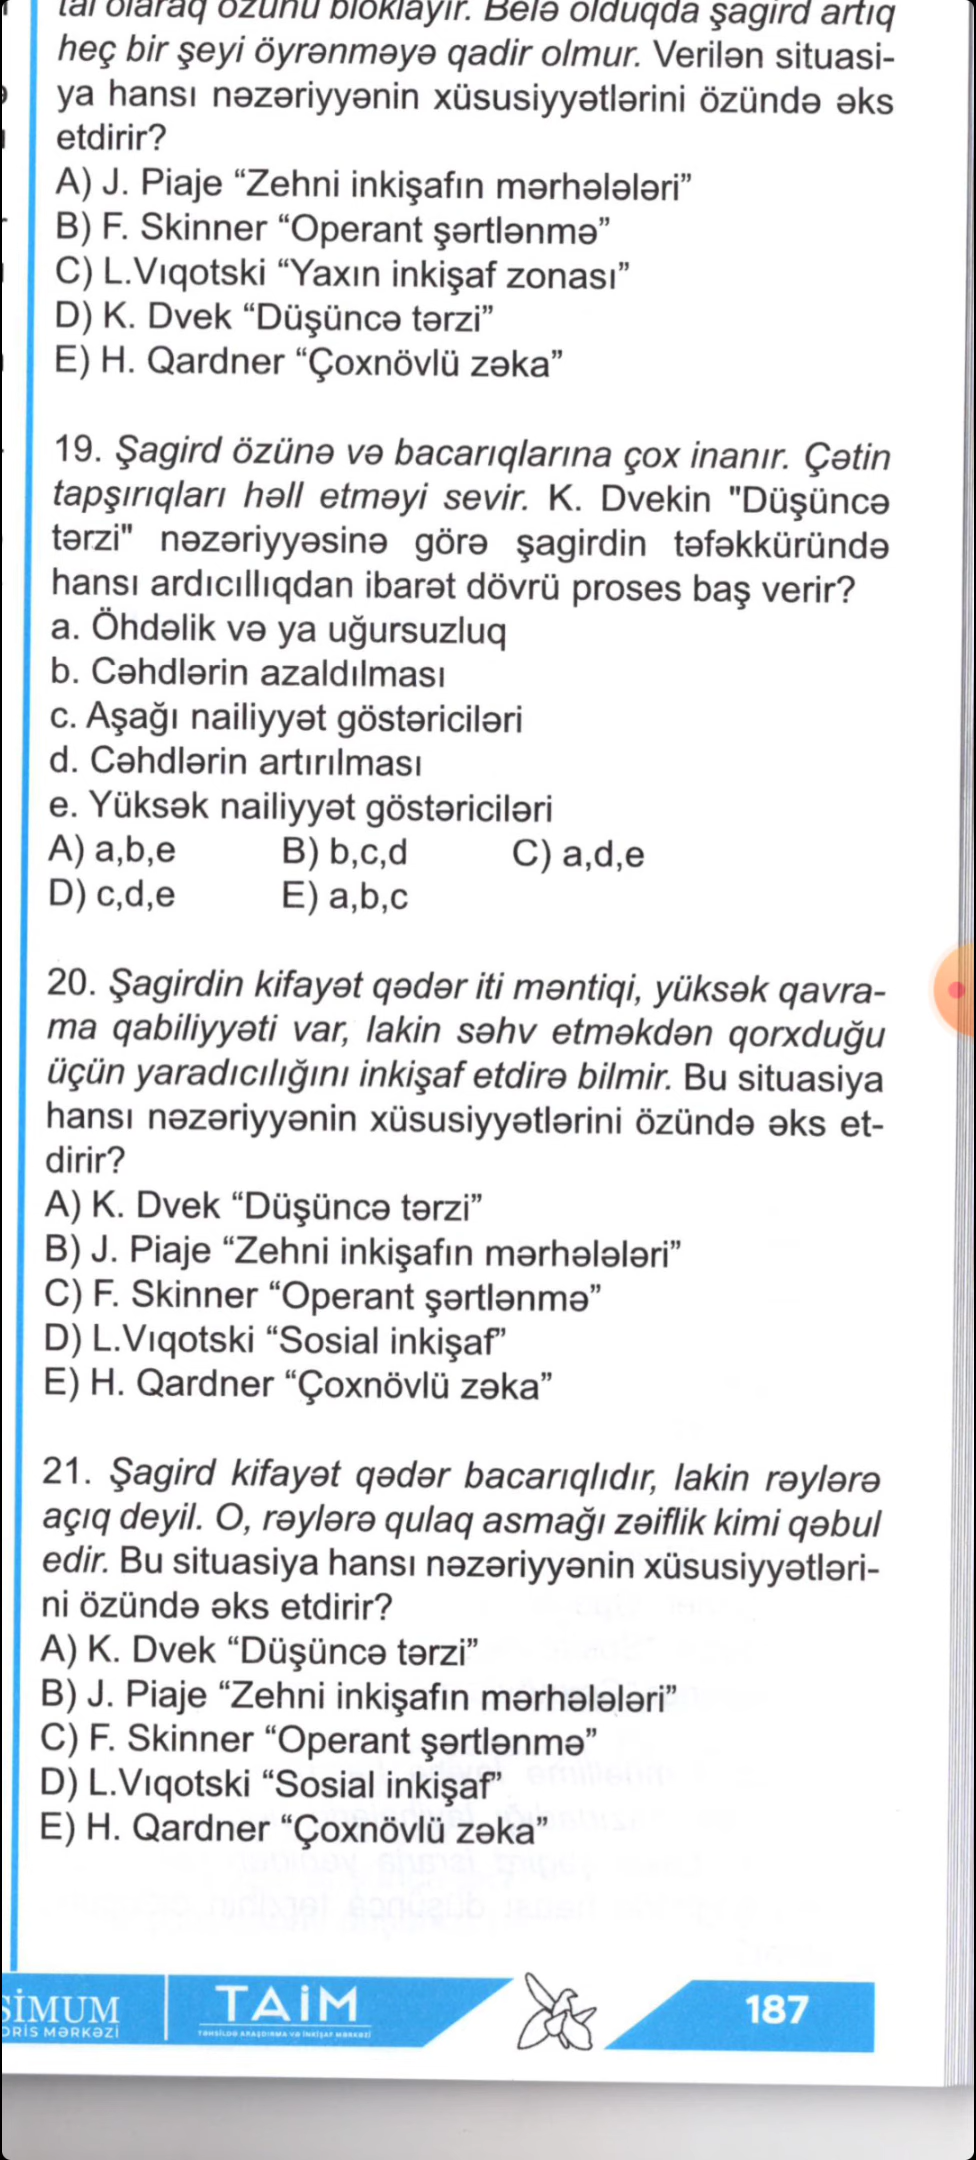 tal olaraq özünü bloklayır. Belə olduqda şagird artıq
heç bir şeyi öyrənməyə qadir olmur. Verilən situasi-
ya hansı nəzəriyyənin xüsusiyyətlərini özündə əks
etdirir?
A) J. Piaje “Zehni inkişafın mərhələləri”
B) F. Skinner “Operant şərtlənmə”
C) L.Vıqotski “Yaxın inkişaf zonası”
D) K. Dvek “Düşüncə tərzi”
E) H. Qardner “Çoxnövlü zəka”
19. Şagird özünə və bacarıqlarına çox inanır. Çətin
tapşırıqları həll etməyi sevir. K. Dvekin "Düşüncə
tərzi" nəzəriyyəsinə görə şagirdin təfəkküründə
hansı ardıcıllıqdan ibarət dövrü proses baş verir?
a. Öhdəlik və ya uğursuzluq
b. Cəhdlərin azaldılması
c. Aşağı nailiyyət göstəriciləri
d. Cəhdlərin artırılması
e. Yüksək nailiyyət göstəriciləri
A) a,b,e B) b,c,d C) a,d,e
D) c,d,e E) a,b,c
20. Şagirdin kifayət qədər iti məntiqi, yüksək qavra-
ma qabiliyyəti var, lakin səhv etməkdən qorxduğu
üçün yaradıcılığını inkişaf etdirə bilmir. Bu situasiya
hansı nəzəriyyənin xüsusiyyətlərini özündə əks et-
dirir?
A) K. Dvek “Düşüncə tərzi”
B) J. Piaje “Zehni inkişafın mərhələləri”
C) F. Skinner “Operant şərtlənmə”
D) L.Vıqotski “Sosial inkişaf”
E) H. Qardner “Çoxnövlü zəka”
21. Şagird kifayət qədər bacarıqlıdır, lakin rəylərə
açıq deyil. O, rəylərə qulaq asmağı zəiflik kimi qəbul
edir. Bu situasiya hansı nəzəriyyənin xüsusiyyətləri-
ni özündə əks etdirir?
A) K. Dvek “Düşüncə tərzi”
B) J. Piaje “Zehni inkişafın mərhələləri”
C) F. Skinner “Operant şərtlənmə”
D) L.Vıqotski “Sosial inkişaf”
E) H. Qardner “Çoxnövlü zəka”
SİMUM TAİM 187
DRİS MƏRKƏZİ TƏHSİLDƏ ARAŞDIRMA VƏ İNKİŞAF MƏRKƏZİ